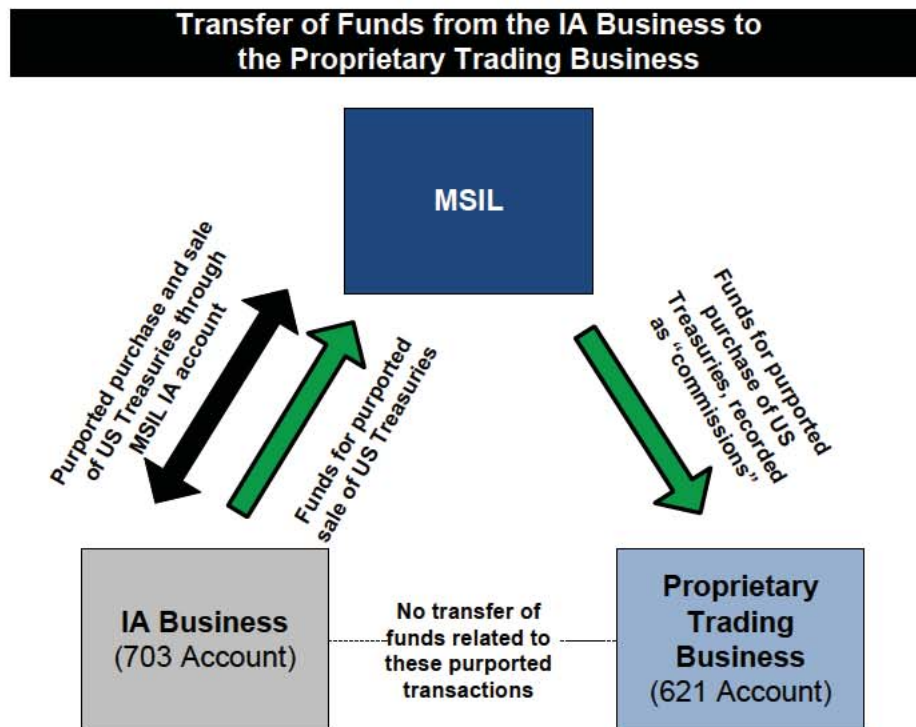 Transfer of Funds from the IA Business to
the Proprietary Trading Business
MSIL
Purported purchase and sale
of US Treasuries through
MSIL IA account
Funds for purported
sale of US Treasuries
Funds for purported
purchase of US
Treasuries, recorded
as “commissions”
IA Business
(703 Account)
No transfer of
funds related to
these purported
transactions
Proprietary
Trading
Business
(621 Account)